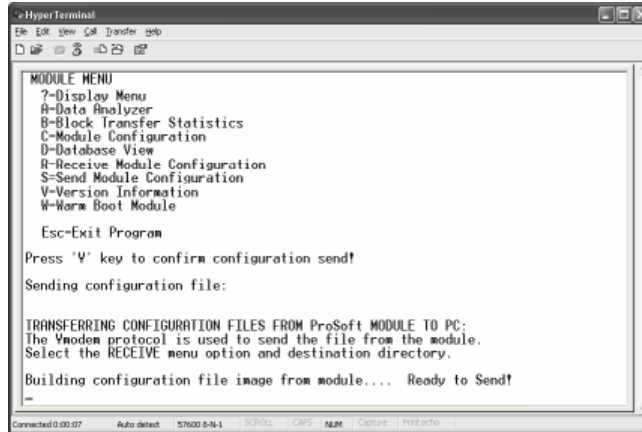 HyperTerminal
File Edit View Call Transfer Help
MODULE MENU
?=Display Menu
A=Data Analyzer
B=Block Transfer Statistics
C=Module Configuration
D=Database View
R=Receive Module Configuration
S=Send Module Configuration
V=Version Information
W=Warm Boot Module
Esc=Exit Program
Press 'Y' key to confirm configuration send!
Sending configuration file:
TRANSFERRING CONFIGURATION FILES FROM ProSoft MODULE TO PC:
The Ymodem protocol is used to send the file from the module.
Select the RECEIVE menu option and destination directory.
Building configuration file image from module.... Ready to Send!
_
Connected 0:00:07 Auto detect 57600 8-N-1 SCROLL CAPS NUM Capture Print echo